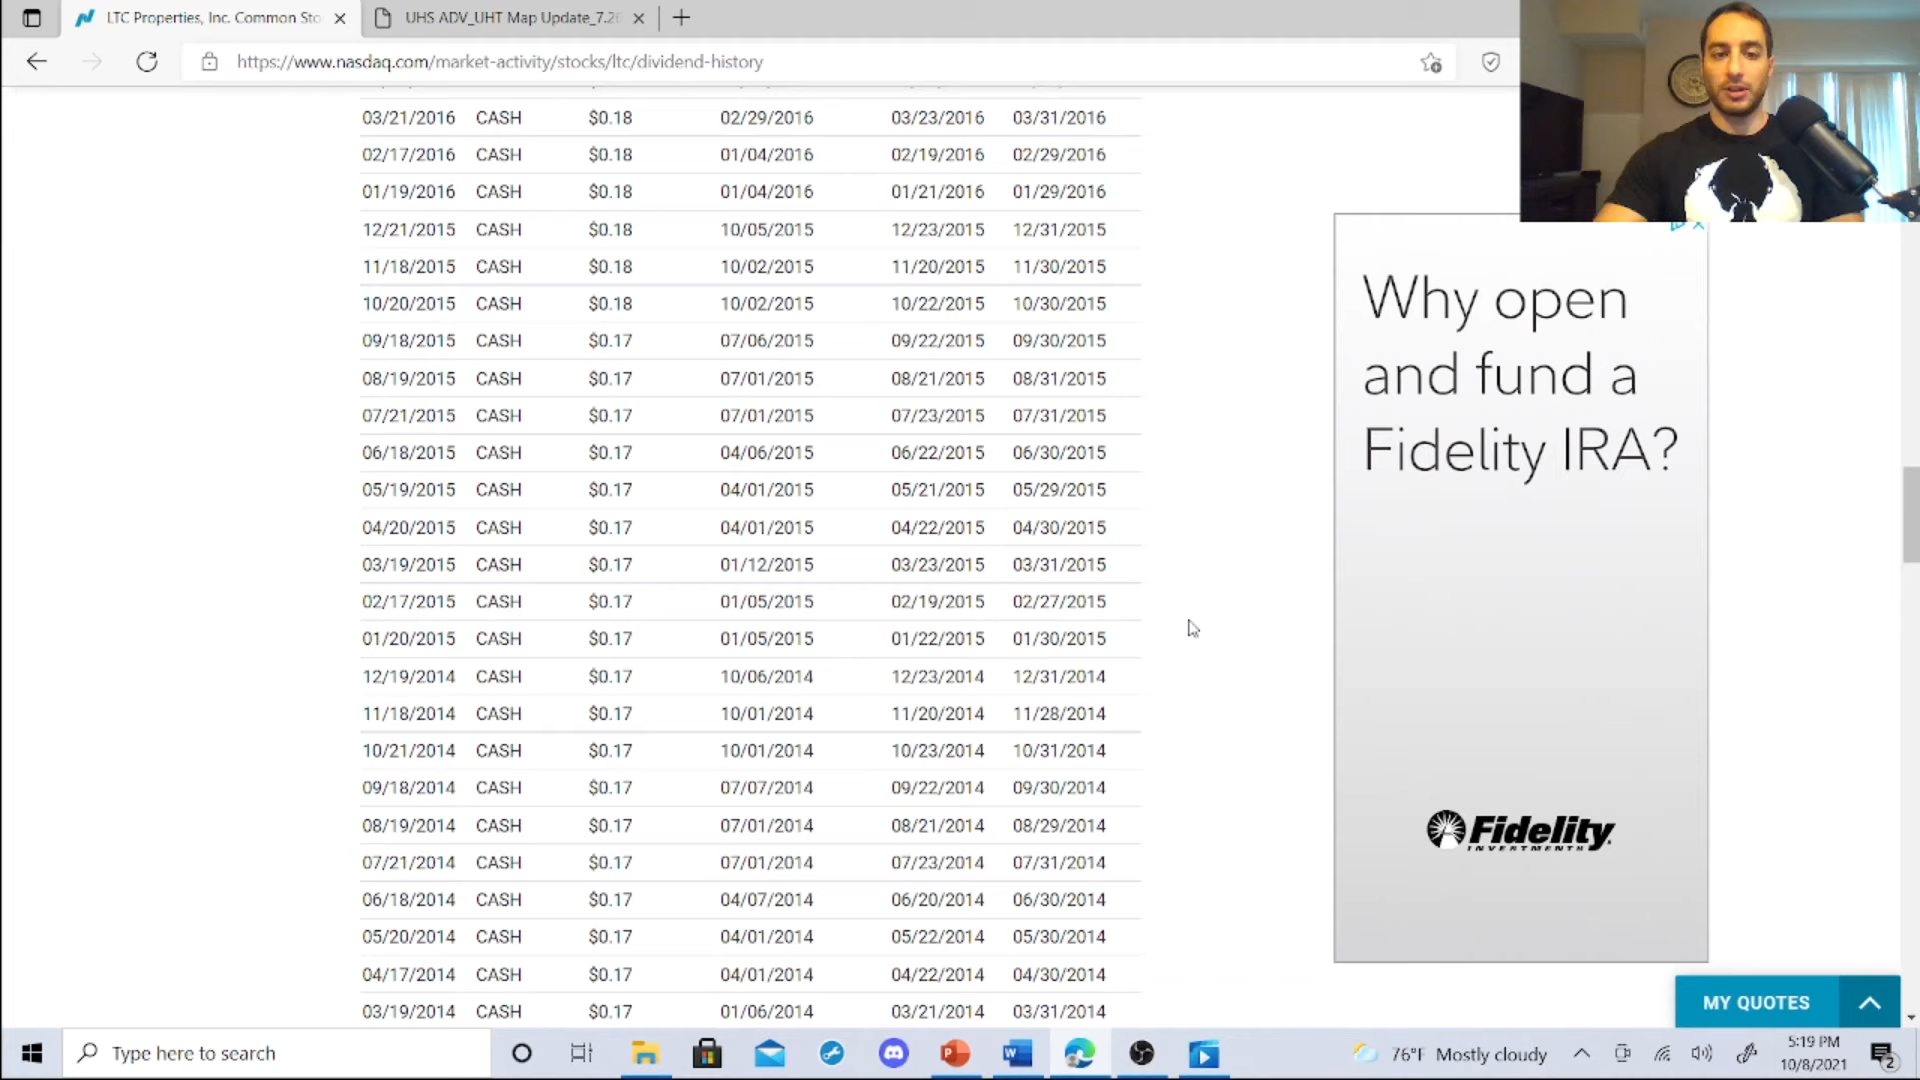 LTC Properties, Inc. Common Sto
UHS ADV_UHT Map Update_7.2
https://www.nasdaq.com/market-activity/stocks/ltc/dividend-history
03/21/2016 CASH $0.18 02/29/2016 03/23/2016 03/31/2016
02/17/2016 CASH $0.18 01/04/2016 02/19/2016 02/29/2016
01/19/2016 CASH $0.18 01/04/2016 01/21/2016 01/29/2016
12/21/2015 CASH $0.18 10/05/2015 12/23/2015 12/31/2015
11/18/2015 CASH $0.18 10/02/2015 11/20/2015 11/30/2015
10/20/2015 CASH $0.18 10/02/2015 10/22/2015 10/30/2015
09/18/2015 CASH $0.17 07/06/2015 09/22/2015 09/30/2015
08/19/2015 CASH $0.17 07/01/2015 08/21/2015 08/31/2015
07/21/2015 CASH $0.17 07/01/2015 07/23/2015 07/31/2015
06/18/2015 CASH $0.17 04/06/2015 06/22/2015 06/30/2015
05/19/2015 CASH $0.17 04/01/2015 05/21/2015 05/29/2015
04/20/2015 CASH $0.17 04/01/2015 04/22/2015 04/30/2015
03/19/2015 CASH $0.17 01/12/2015 03/23/2015 03/31/2015
02/17/2015 CASH $0.17 01/05/2015 02/19/2015 02/27/2015
01/20/2015 CASH $0.17 01/05/2015 01/22/2015 01/30/2015
12/19/2014 CASH $0.17 10/06/2014 12/23/2014 12/31/2014
11/18/2014 CASH $0.17 10/01/2014 11/20/2014 11/28/2014
10/21/2014 CASH $0.17 10/01/2014 10/23/2014 10/31/2014
09/18/2014 CASH $0.17 07/07/2014 09/22/2014 09/30/2014
08/19/2014 CASH $0.17 07/01/2014 08/21/2014 08/29/2014
07/21/2014 CASH $0.17 07/01/2014 07/23/2014 07/31/2014
06/18/2014 CASH $0.17 04/07/2014 06/20/2014 06/30/2014
05/20/2014 CASH $0.17 04/01/2014 05/22/2014 05/30/2014
04/17/2014 CASH $0.17 04/01/2014 04/22/2014 04/30/2014
03/19/2014 CASH $0.17 01/06/2014 03/21/2014 03/31/2014
Why open
and fund a
Fidelity IRA?
Fidelity
INVESTMENTS
MY QUOTES
Type here to search
76°F Mostly cloudy
5:19 PM
10/8/2021
2